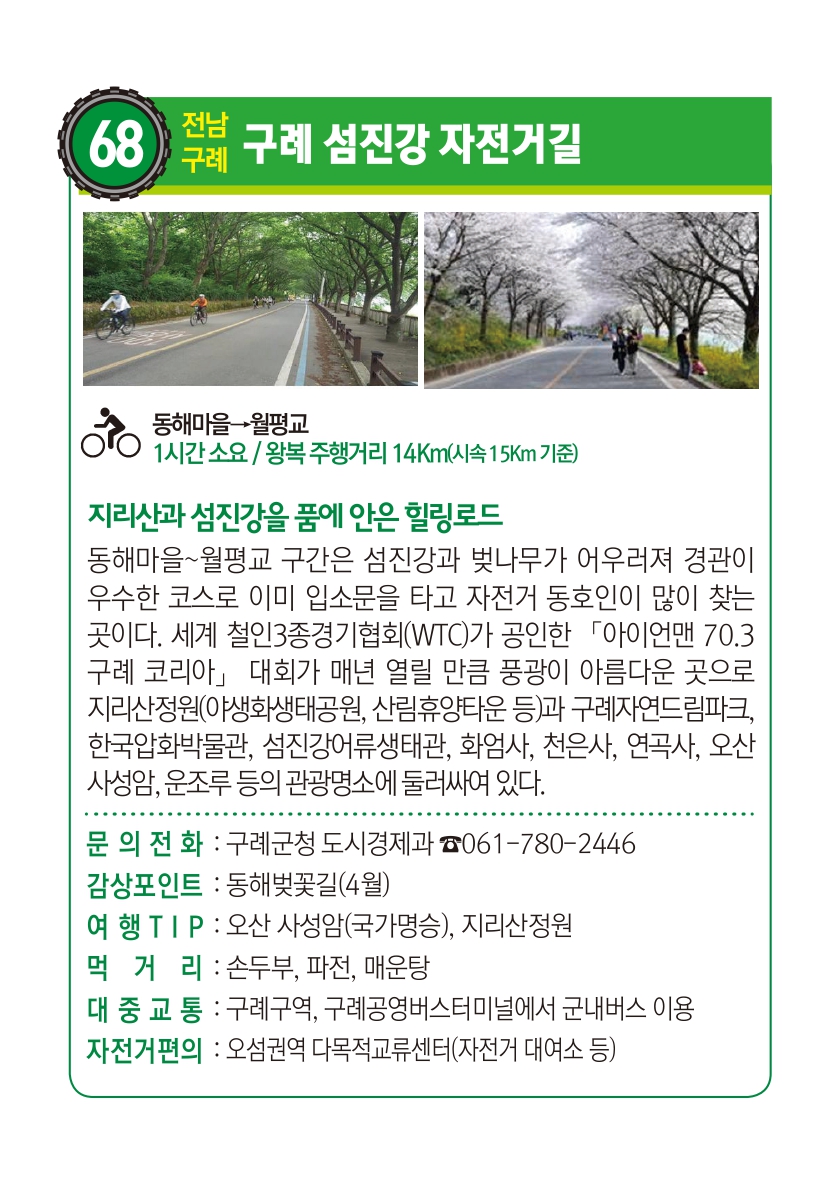 68
전남
구례
구례 섬진강 자전거길
동해마을→월평교
1시간 소요 / 왕복 주행거리 14Km(시속 15Km 기준)
지리산과 섬진강을 품에 안은 힐링로드
동해마을~월평교 구간은 섬진강과 벚나무가 어우러져 경관이
우수한 코스로 이미 입소문을 타고 자전거 동호인이 많이 찾는
곳이다. 세계 철인3종경기협회(WTC)가 공인한 「아이언맨 70.3
구례 코리아」 대회가 매년 열릴 만큼 풍광이 아름다운 곳으로
지리산정원(야생화생태공원, 산림휴양타운 등)과 구례자연드림파크,
한국압화박물관, 섬진강어류생태관, 화엄사, 천은사, 연곡사, 오산
사성암, 운조루 등의 관광명소에 둘러싸여 있다.
문의전화 : 구례군청 도시경제과 ☎061-780-2446
감상포인트 : 동해벚꽃길(4월)
여행TIP : 오산 사성암(국가명승), 지리산정원
먹거리 : 손두부, 파전, 매운탕
대중교통 : 구례구역, 구례공영버스터미널에서 군내버스 이용
자전거편의 : 오섬권역 다목적교류센터(자전거 대여소 등)